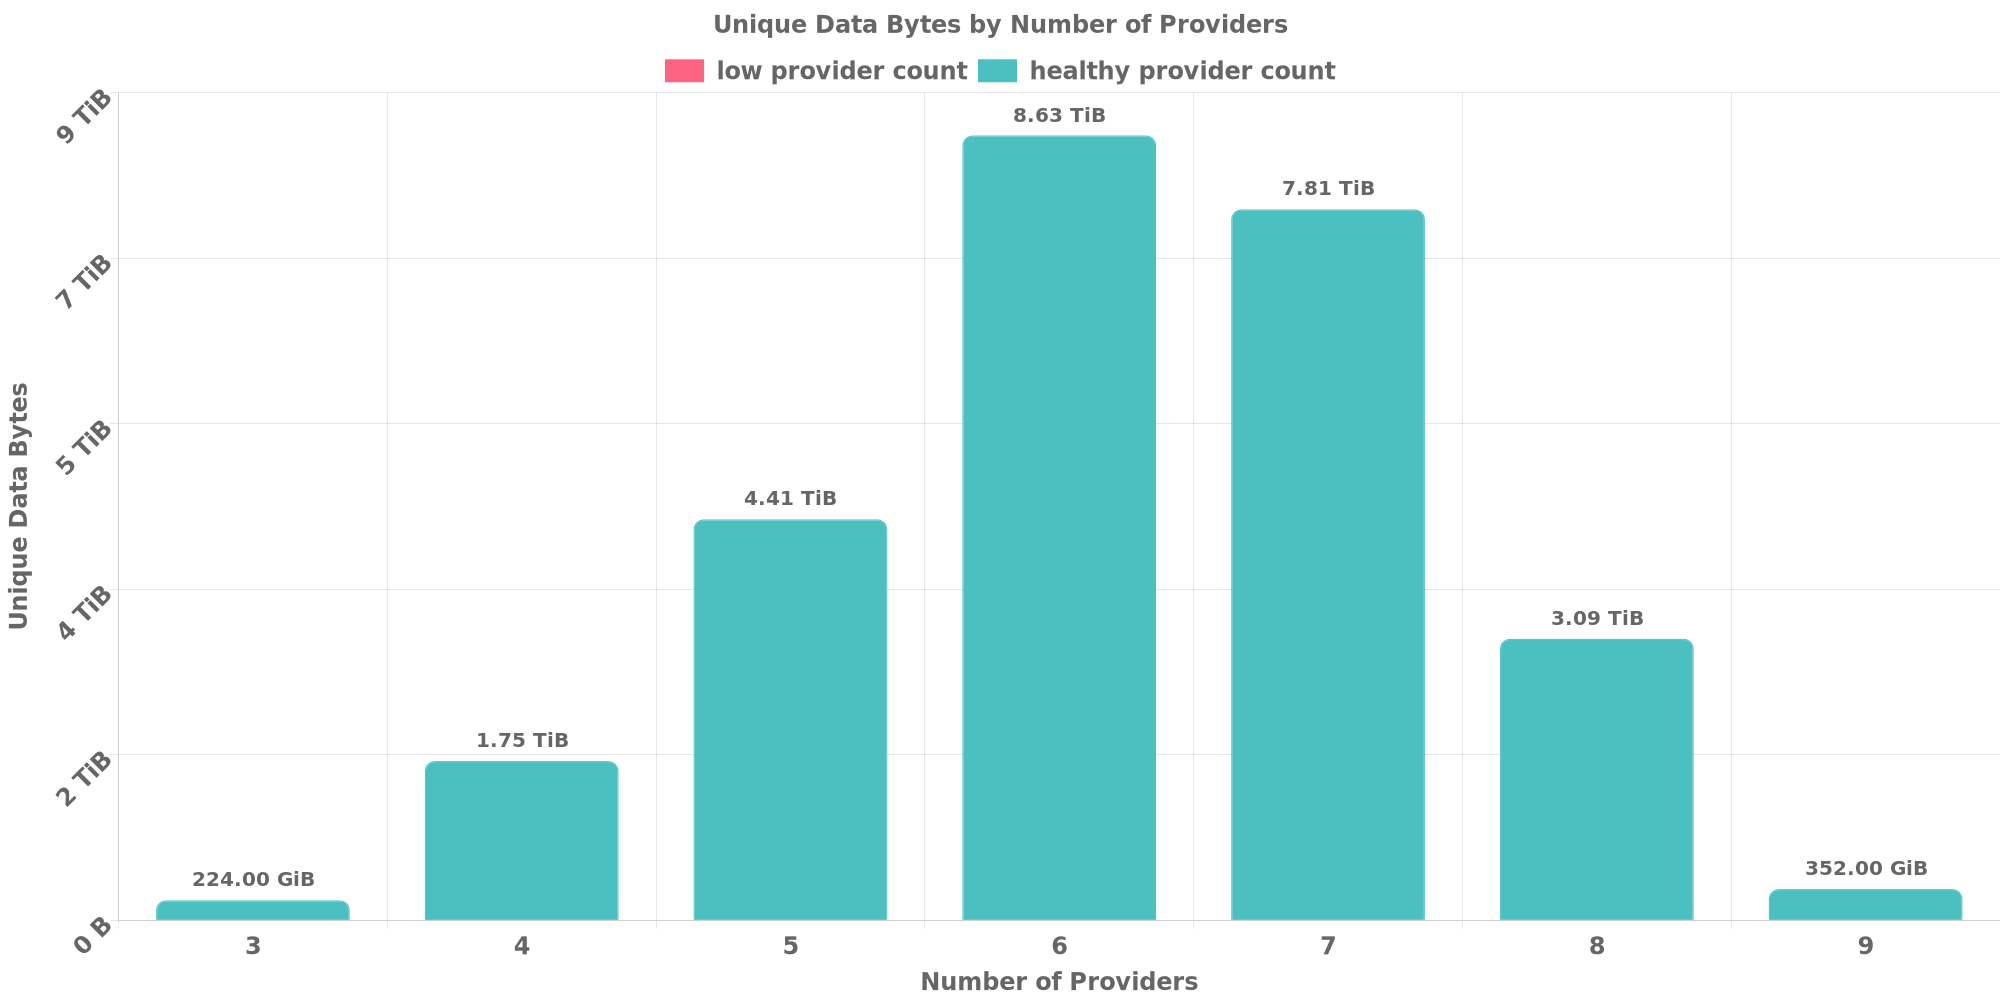 Unique Data Bytes by Number of Providers
low provider count healthy provider count
9 TiB
7 TiB
5 TiB
4 TiB
2 TiB
0 B
Unique Data Bytes
224.00 GiB
1.75 TiB
4.41 TiB
8.63 TiB
7.81 TiB
3.09 TiB
352.00 GiB
3 4 5 6 7 8 9
Number of Providers